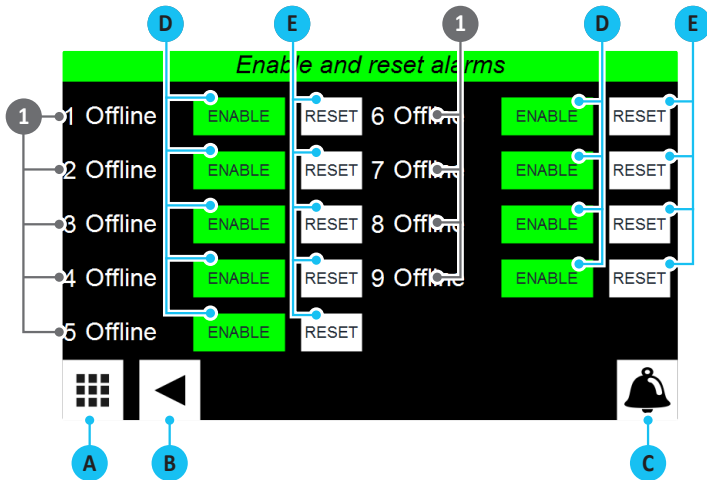 D E 1 D E
Enable and reset alarms
1 1 Offline ENABLE RESET 6 Offline ENABLE RESET
2 Offline ENABLE RESET 7 Offline ENABLE RESET
3 Offline ENABLE RESET 8 Offline ENABLE RESET
4 Offline ENABLE RESET 9 Offline ENABLE RESET
5 Offline ENABLE RESET
A B C